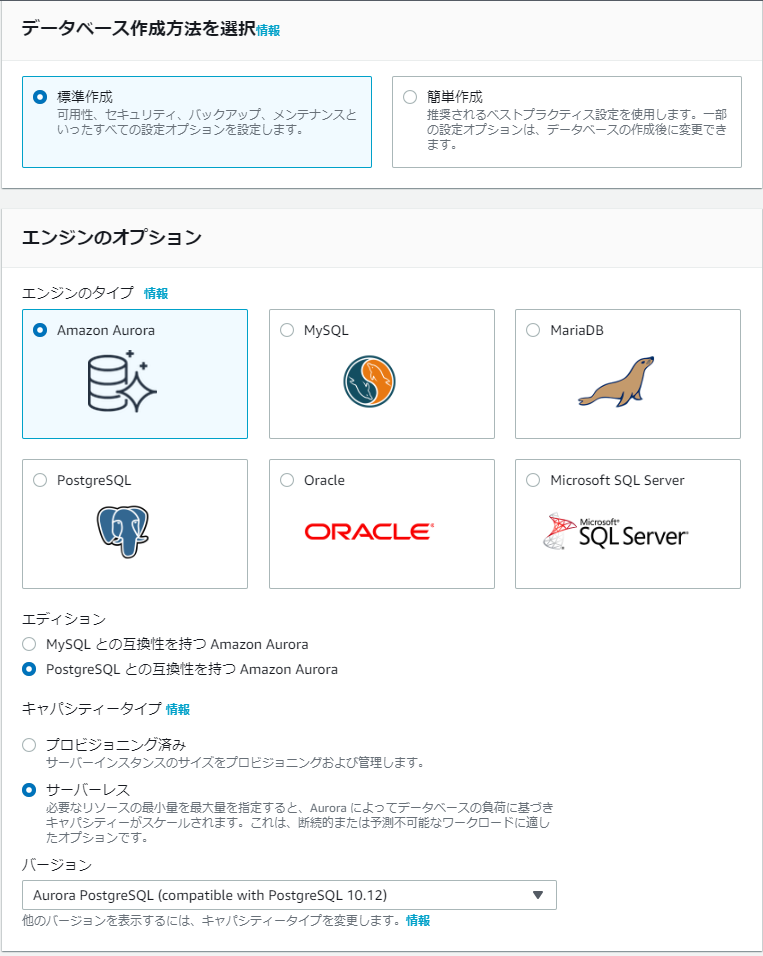 データベース作成方法を選択情報
標準作成
可用性、セキュリティ、バックアップ、メンテナンスと
いったすべての設定オプションを設定します。
簡単作成
推奨されるベストプラクティス設定を使用します。一部
の設定オプションは、データベースの作成後に変更でき
ます。
エンジンのオプション
エンジンのタイプ 情報
Amazon Aurora
MySQL
MariaDB
PostgreSQL
Oracle
ORACLE
Microsoft SQL Server
Microsoft®
SQL Server
エディション
MySQL との互換性を持つ Amazon Aurora
PostgreSQL との互換性を持つ Amazon Aurora
キャパシティータイプ 情報
プロビジョニング済み
サーバーインスタンスのサイズをプロビジョニングおよび管理します。
サーバーレス
必要なリソースの最小量を最大量を指定すると、Aurora によってデータベースの負荷に基づき
キャパシティーがスケールされます。これは、断続的または予測不可能なワークロードに適し
たオプションです。
バージョン
Aurora PostgreSQL (compatible with PostgreSQL 10.12)
他のバージョンを表示するには、キャパシティータイプを変更します。情報